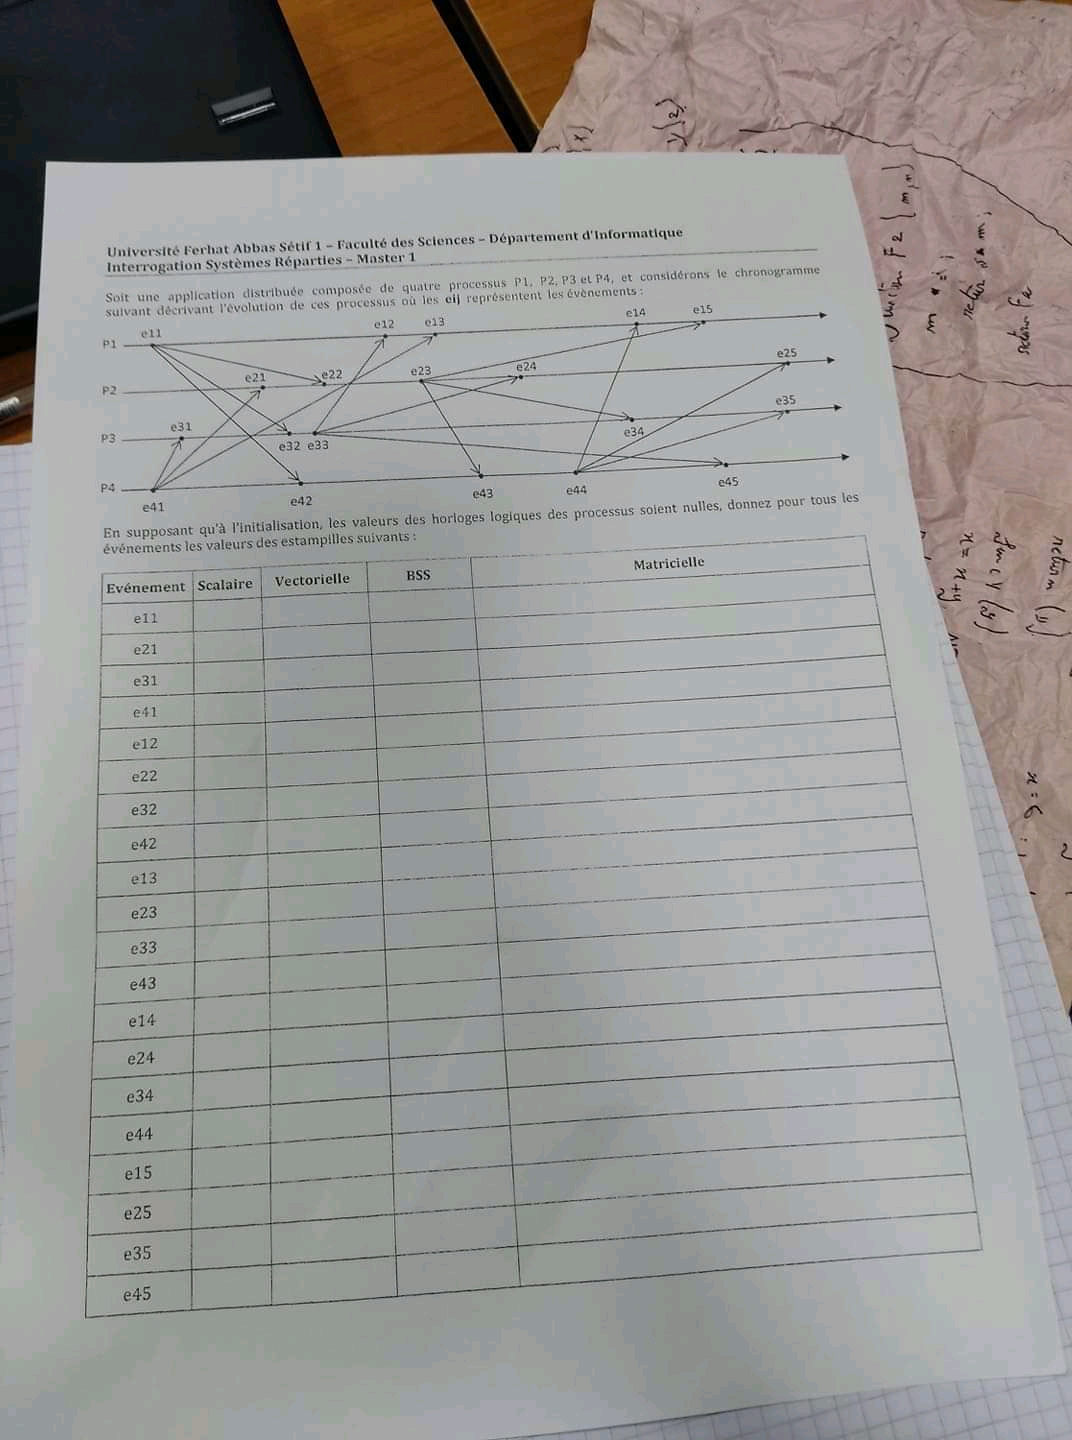 Université Ferhat Abbas Sétif 1 – Faculté des Sciences – Département d'Informatique
Interrogation Systèmes Réparties – Master 1
Soit une application distribuée composée de quatre processus P1, P2, P3 et P4, et considérons le chronogramme
suivant décrivant l'évolution de ces processus où les eij représentent les évènements :
P1 e11 e12 e13 e14 e15
P2 e21 e22 e23 e24 e25
P3 e31 e32 e33 e34 e35
P4 e41 e42 e43 e44 e45
En supposant qu'à l'initialisation, les valeurs des horloges logiques des processus soient nulles, donnez pour tous les
événements les valeurs des estampilles suivants :
Evénement Scalaire Vectorielle BSS Matricielle
e11
e21
e31
e41
e12
e22
e32
e42
e13
e23
e33
e43
e14
e24
e34
e44
e15
e25
e35
e45
F2 (m,n)
return (y)
x = x+y
x = 6